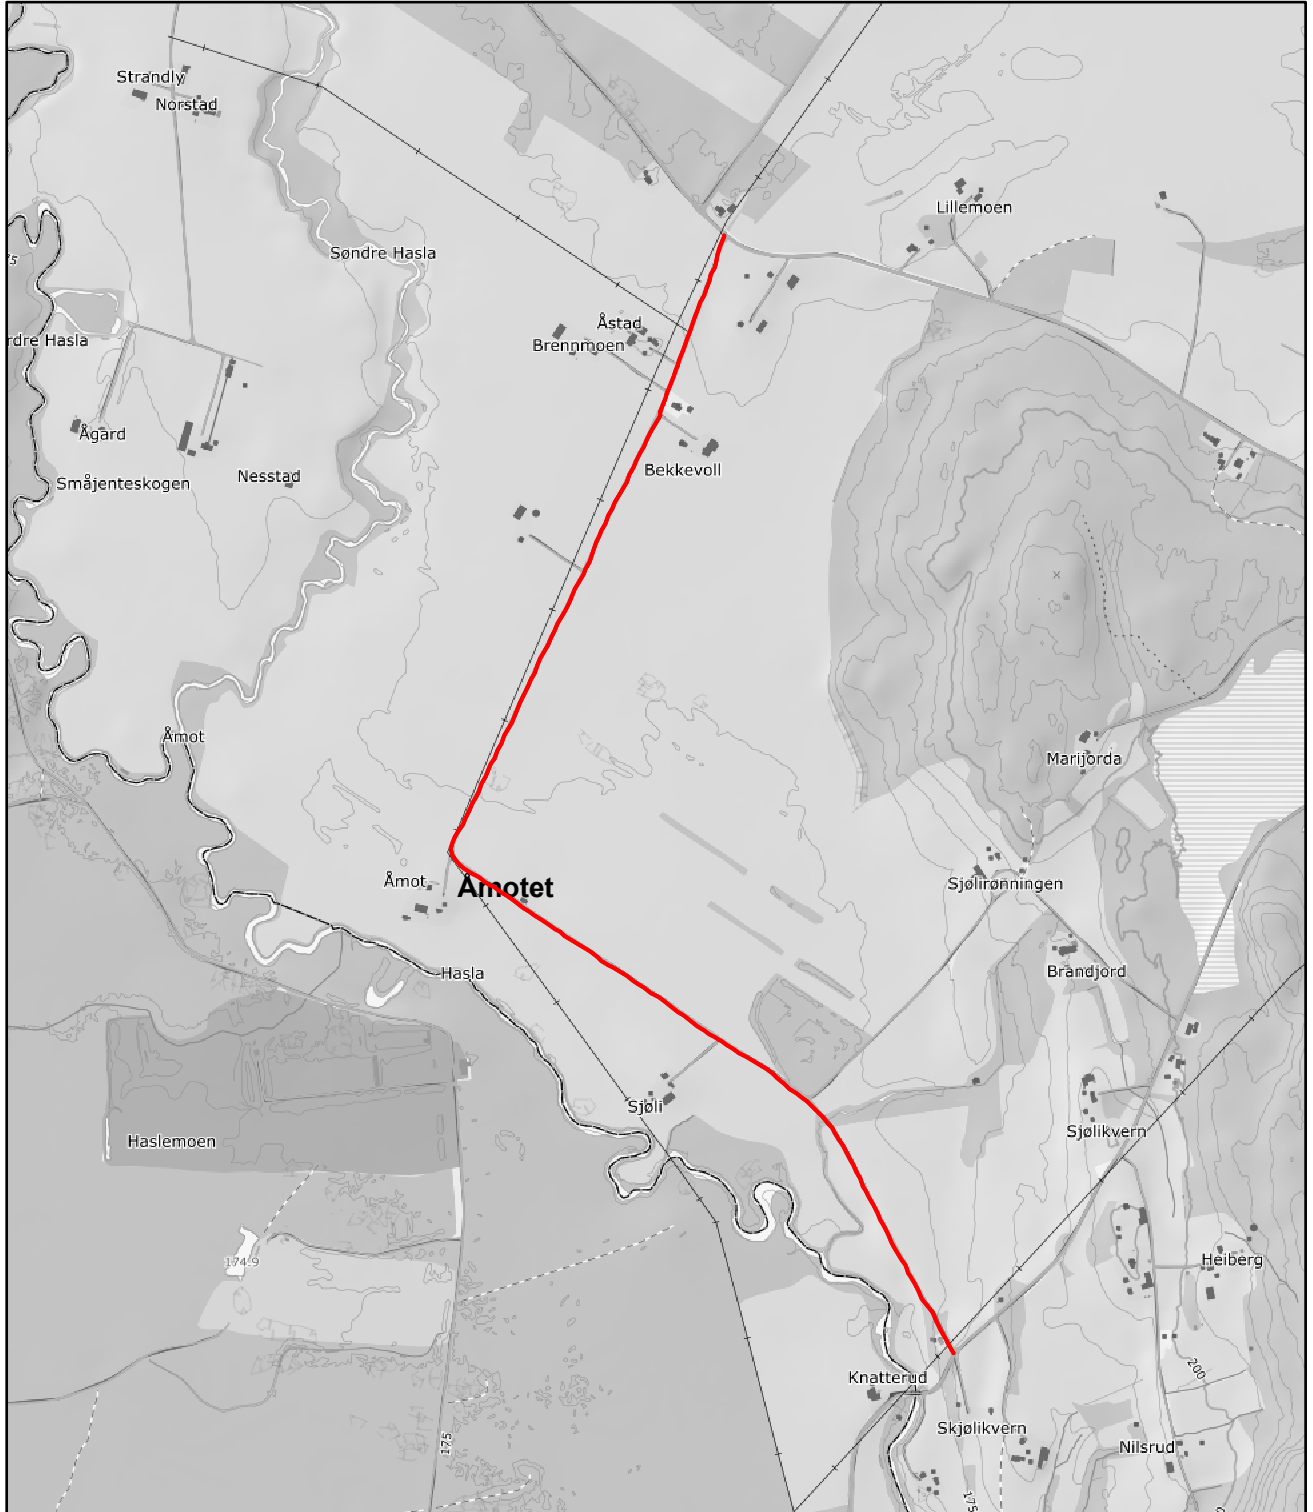 Strandly
Norstad
Lillemoen
Søndre Hasla
Åstad
rdre Hasla
Brennmoen
Ågard
Bekkevoll
Småjenteskogen
Nesstad
Åmot
Marijorda
Åmot
Åmotet
Sjølirønningen
Hasla
Brandjord
Sjøli
Haslemoen
Sjølikvern
174.9
Heiberg
200
Knatterud
Skjølikvern
175
Nilsrud
175